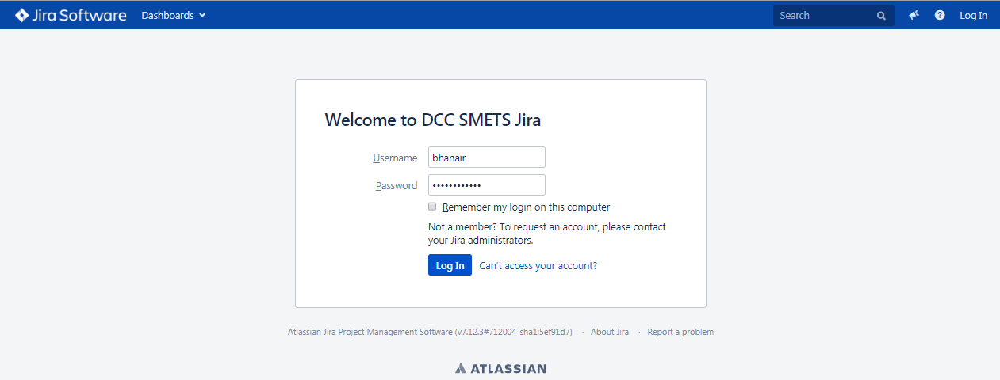 Jira Software Dashboards Search Log In
Welcome to DCC SMETS Jira
Username bhanair
Password ••••••••••••
Remember my login on this computer
Not a member? To request an account, please contact
your Jira administrators.
Log In Can't access your account?
Atlassian Jira Project Management Software (v7.12.3#712004-sha1:5ef91d7) · About Jira · Report a problem
ATLASSIAN